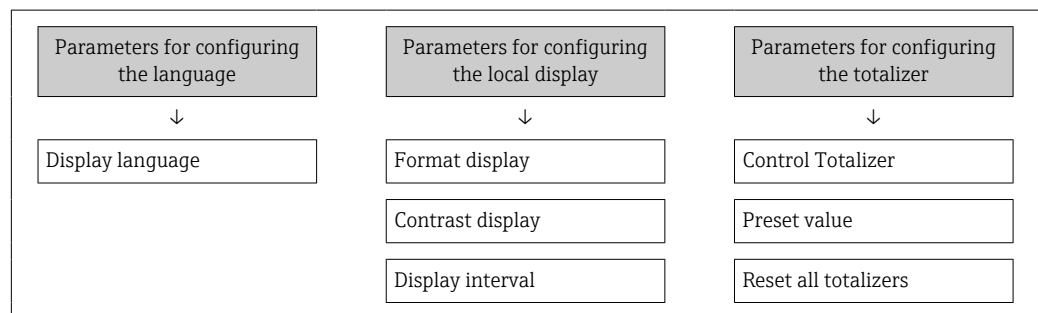 Parameters for configuring
the language
↓
Display language
Parameters for configuring
the local display
↓
Format display
Contrast display
Display interval
Parameters for configuring
the totalizer
↓
Control Totalizer
Preset value
Reset all totalizers